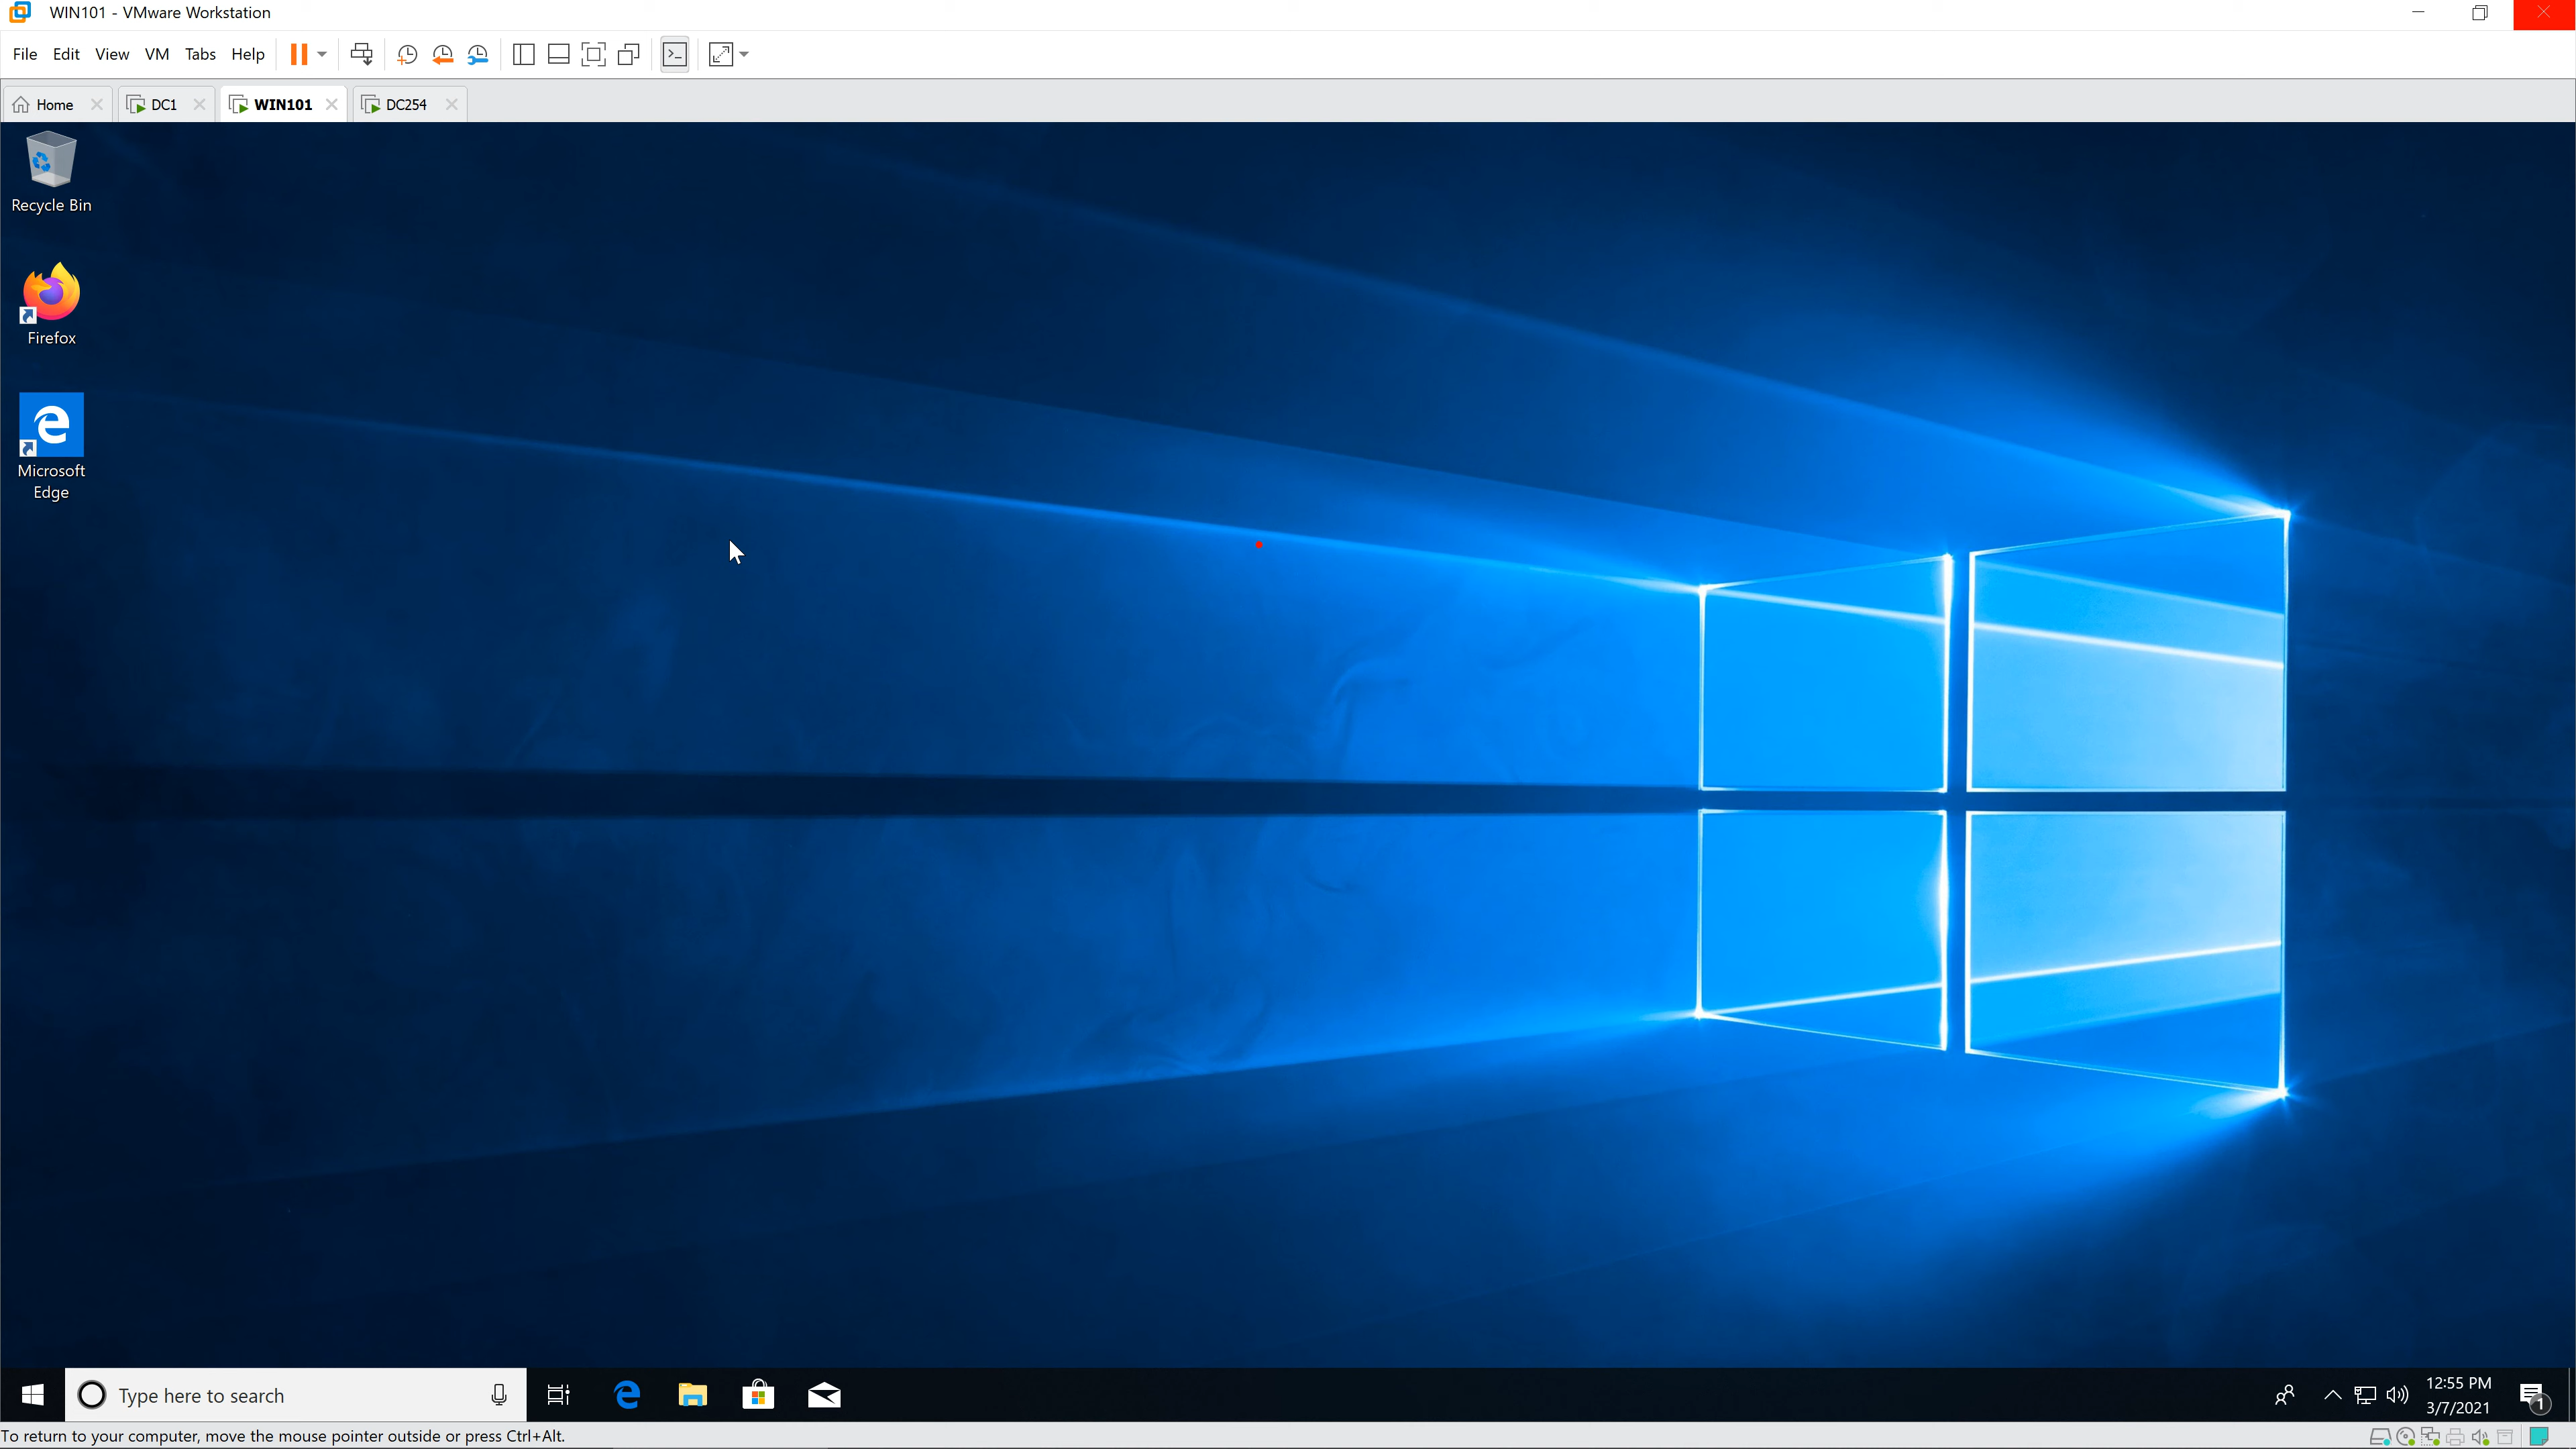 WIN101 - VMware Workstation
File Edit View VM Tabs Help
Home DC1 WIN101 DC254
Recycle Bin
Firefox
Microsoft
Edge
Type here to search
12:55 PM
3/7/2021
1
To return to your computer, move the mouse pointer outside or press Ctrl+Alt.